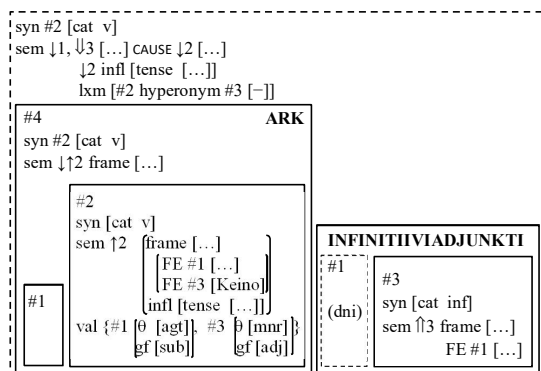 syn #2 [cat v]
sem ↓1, ⇓3 […] CAUSE ↓2 […]
↓2 infl [tense […]]
lxm [#2 hyperonym #3 [−]]
#4 ARK
syn #2 [cat v]
sem ↓↑2 frame […]
#1
#2
syn [cat v]
sem ↑2 frame […]
FE #1 […]
FE #3 [Keino]
infl [tense […]]
val {#1 [θ [agt] gf [sub]], #3 [θ [mnr] gf [adj]]}
INFINITIIVIADJUNKTI
#1
(dni)
#3
syn [cat inf]
sem ⇑3 frame […]
FE #1 […]